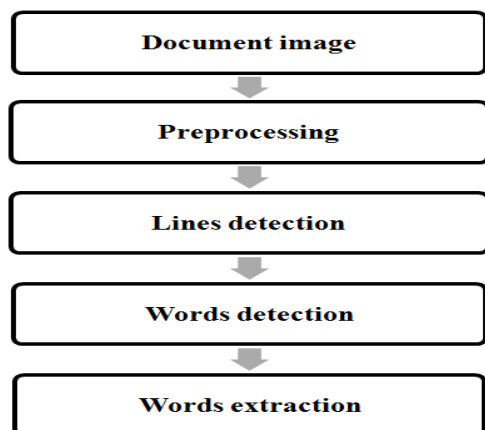 Document image
Preprocessing
Lines detection
Words detection
Words extraction